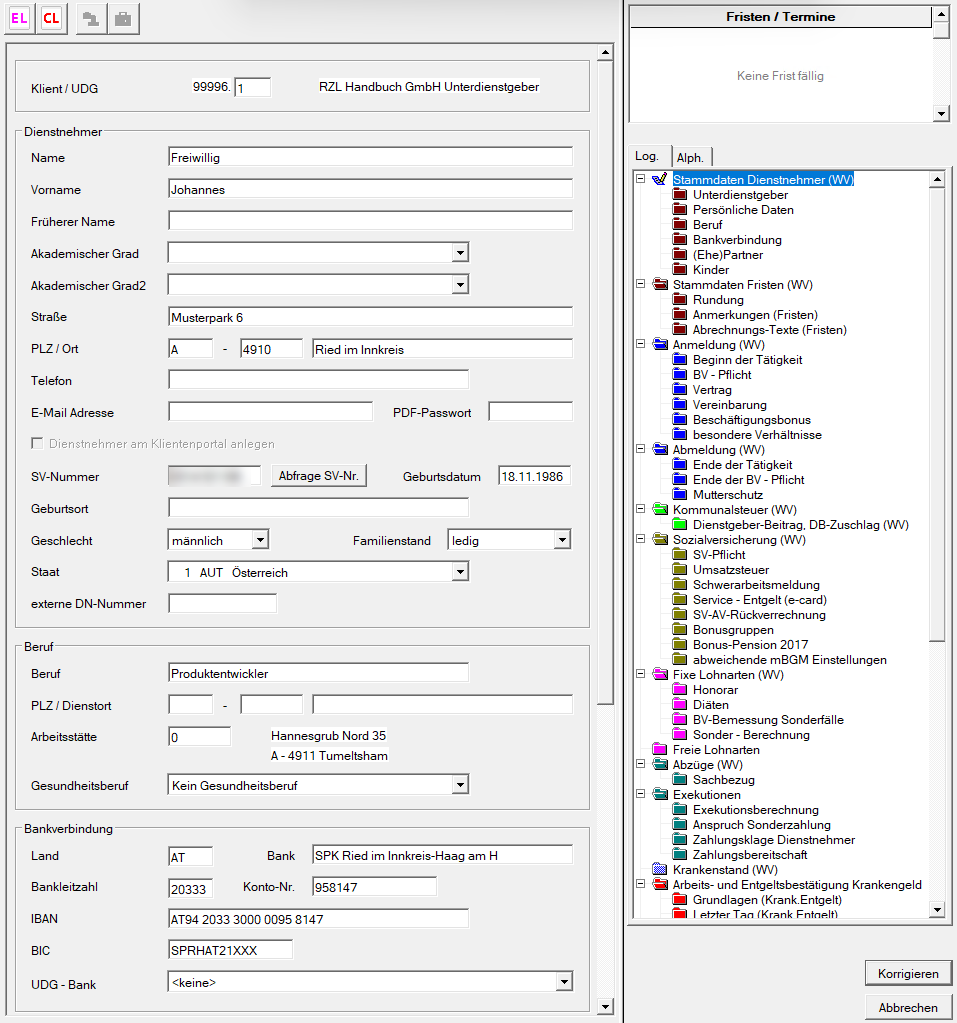 EL CL
Klient / UDG 99996. 1 RZL Handbuch GmbH Unterdienstgeber
Dienstnehmer
Name Freiwillig
Vorname Johannes
Früherer Name
Akademischer Grad
Akademischer Grad2
Straße Musterpark 6
PLZ / Ort A - 4910 Ried im Innkreis
Telefon
E-Mail Adresse PDF-Passwort
Dienstnehmer am Klientenportal anlegen
SV-Nummer Abfrage SV-Nr. Geburtsdatum 18.11.1986
Geburtsort
Geschlecht männlich Familienstand ledig
Staat 1 AUT Österreich
externe DN-Nummer
Beruf
Beruf Produktentwickler
PLZ / Dienstort -
Arbeitsstätte 0 Hannesgrub Nord 35
A - 4911 Tumeltsham
Gesundheitsberuf Kein Gesundheitsberuf
Bankverbindung
Land AT Bank SPK Ried im Innkreis-Haag am H
Bankleitzahl 20333 Konto-Nr. 958147
IBAN AT94 2033 3000 0095 8147
BIC SPRHAT21XXX
UDG - Bank <keine>
Fristen / Termine
Keine Frist fällig
Log. Alph.
Stammdaten Dienstnehmer (WV)
Unterdienstgeber
Persönliche Daten
Beruf
Bankverbindung
(Ehe)Partner
Kinder
Stammdaten Fristen (WV)
Rundung
Anmerkungen (Fristen)
Abrechnungs-Texte (Fristen)
Anmeldung (WV)
Beginn der Tätigkeit
BV - Pflicht
Vertrag
Vereinbarung
Beschäftigungsbonus
besondere Verhältnisse
Abmeldung (WV)
Ende der Tätigkeit
Ende der BV - Pflicht
Mutterschutz
Kommunalsteuer (WV)
Dienstgeber-Beitrag, DB-Zuschlag (WV)
Sozialversicherung (WV)
SV-Pflicht
Umsatzsteuer
Schwerarbeitsmeldung
Service - Entgelt (e-card)
SV-AV-Rückverrechnung
Bonusgruppen
Bonus-Pension 2017
abweichende mBGM Einstellungen
Fixe Lohnarten (WV)
Honorar
Diäten
BV-Bemessung Sonderfälle
Sonder - Berechnung
Freie Lohnarten
Abzüge (WV)
Sachbezug
Exekutionen
Exekutionsberechnung
Anspruch Sonderzahlung
Zahlungsklage Dienstnehmer
Zahlungsbereitschaft
Krankenstand (WV)
Arbeits- und Entgeltsbestätigung Krankengeld
Grundlagen (Krank.Entgelt)
Letzter Tag (Krank.Entgelt)
Korrigieren
Abbrechen